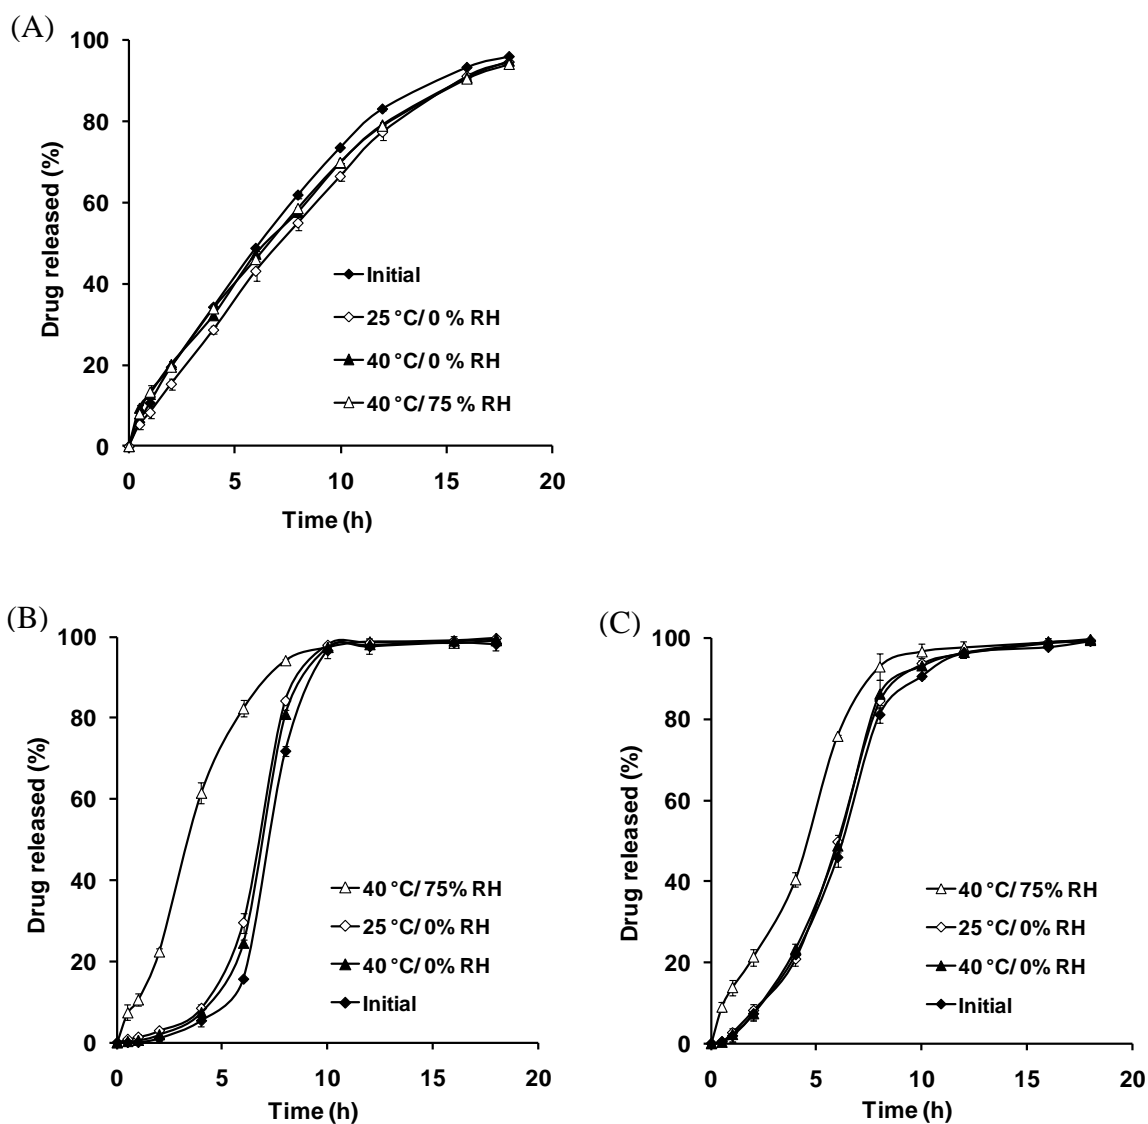 (A)
100
80
60
40
20
0
Drug released (%)
Initial
25 °C/ 0 % RH
40 °C/ 0 % RH
40 °C/ 75 % RH
0 5 10 15 20
Time (h)
(B)
100
80
60
40
20
0
Drug released (%)
40 °C/ 75% RH
25 °C/ 0% RH
40 °C/ 0% RH
Initial
0 5 10 15 20
Time (h)
(C)
100
80
60
40
20
0
Drug released (%)
40 °C/ 75% RH
25 °C/ 0% RH
40 °C/ 0% RH
Initial
0 5 10 15 20
Time (h)